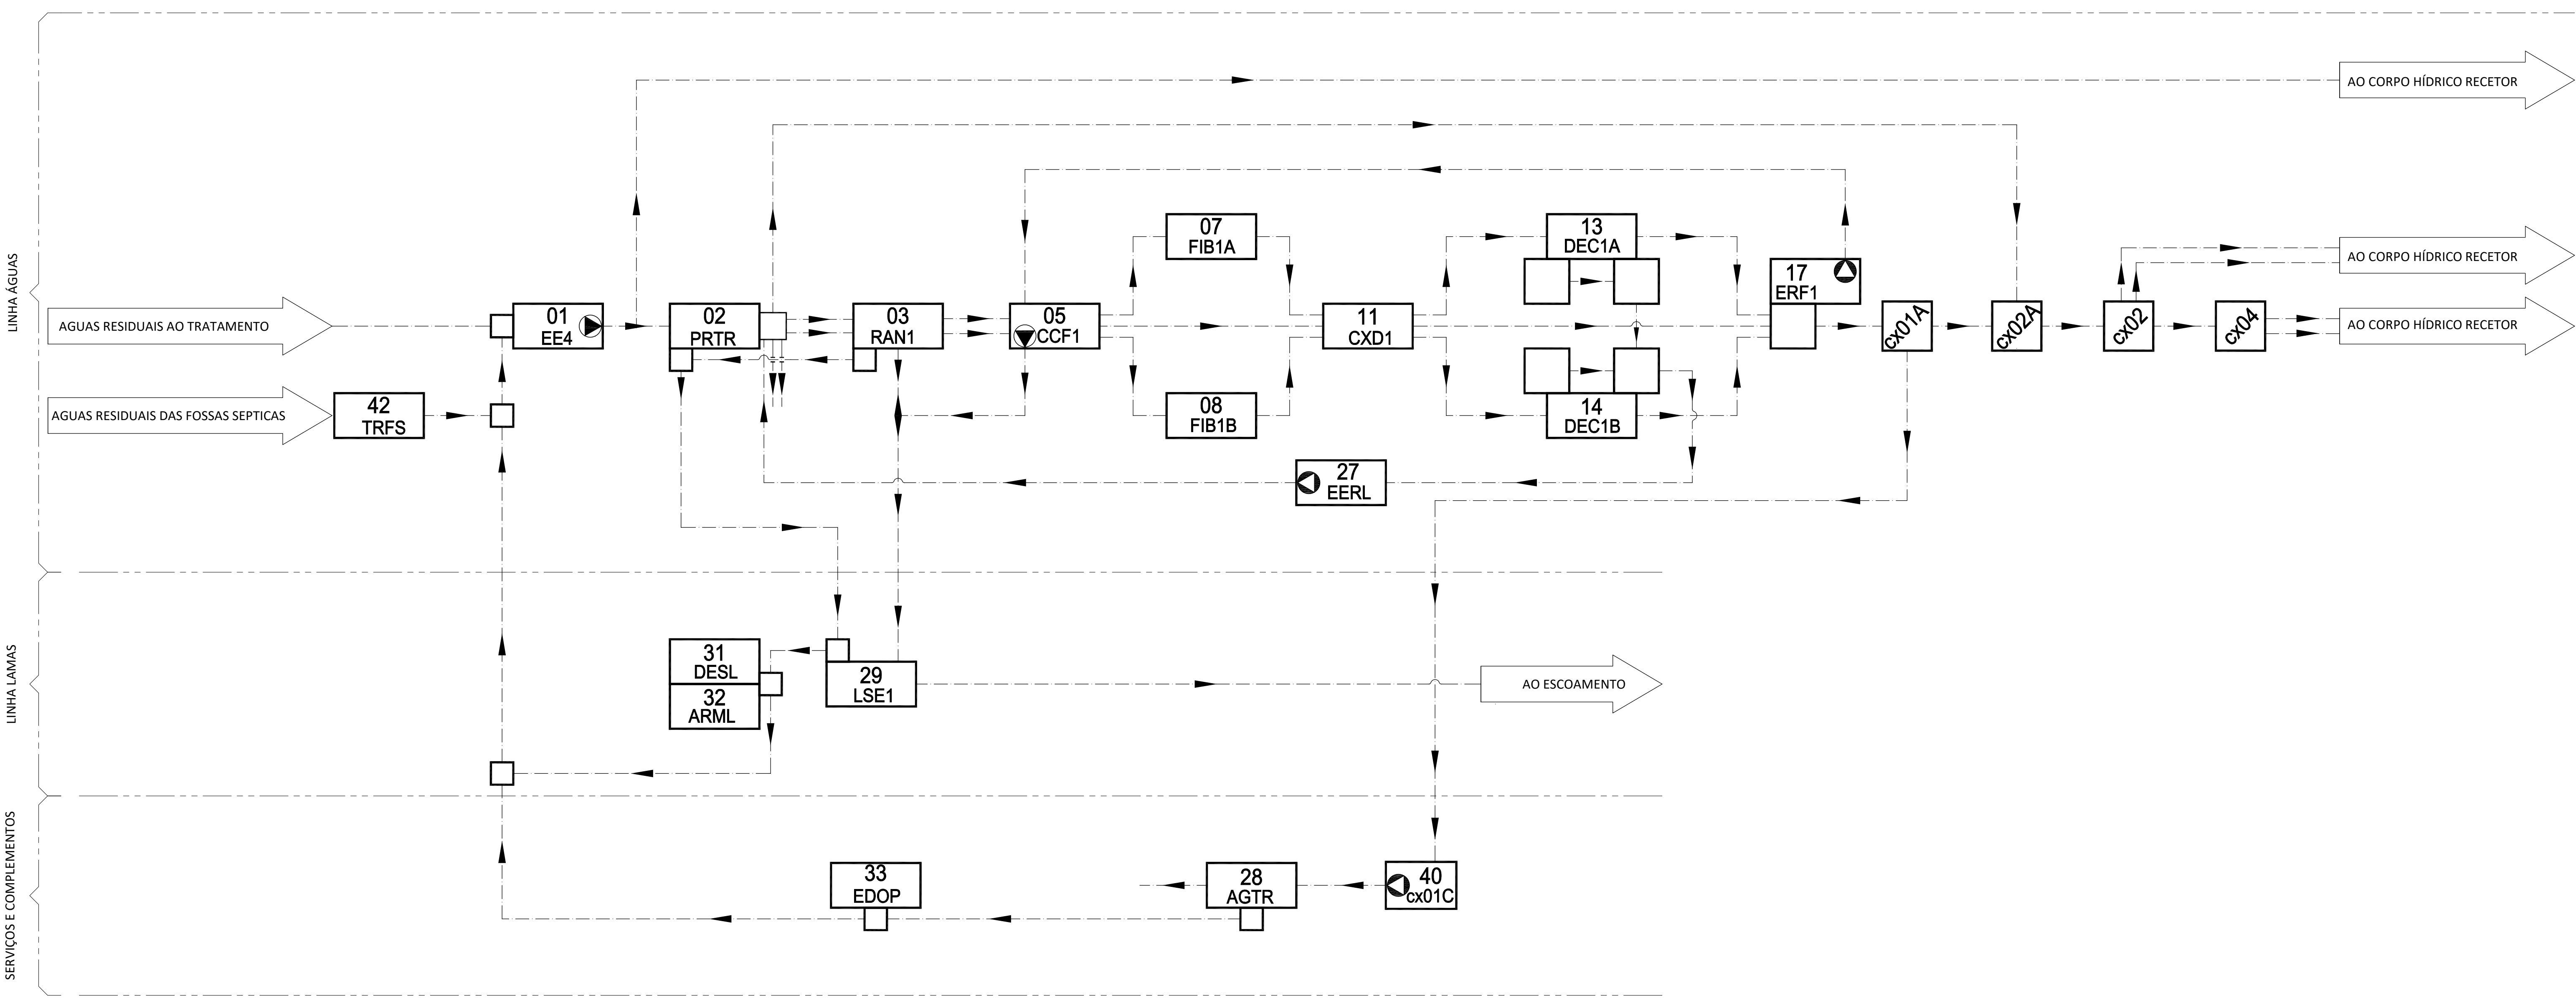 LINHA ÁGUAS
AO CORPO HÍDRICO RECETOR
07
FIB1A
13
DEC1A
AO CORPO HÍDRICO RECETOR
17
ERF1
AGUAS RESIDUAIS AO TRATAMENTO
01
EE4
02
PRTR
03
RAN1
05
CCF1
11
CXD1
cx01A
cx02A
cx02
cx04
AO CORPO HÍDRICO RECETOR
AGUAS RESIDUAIS DAS FOSSAS SEPTICAS
42
TRFS
08
FIB1B
14
DEC1B
27
EERL
LINHA LAMAS
31
DESL
32
ARML
29
LSE1
AO ESCOAMENTO
SERVIÇOS E COMPLEMENTOS
33
EDOP
28
AGTR
40
cx01C